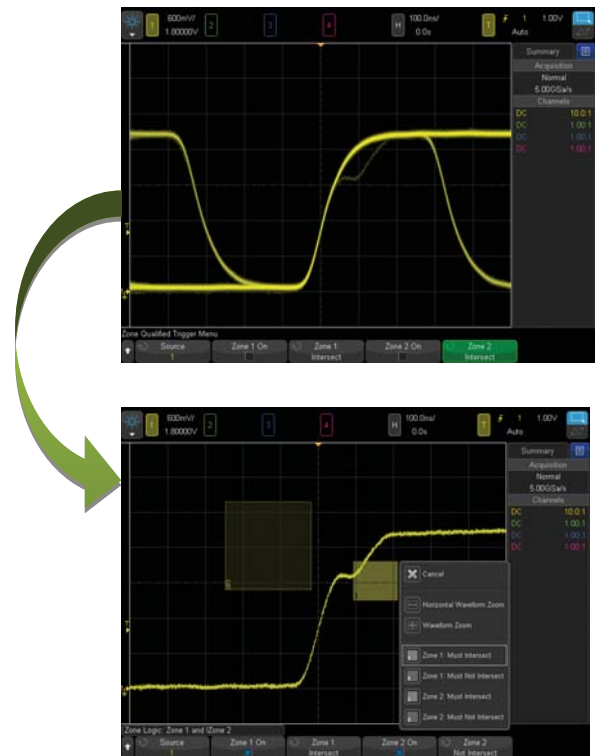 1 600mV/ 1.80000V 2 3 4 H 100.0ns/ 0.0s T 1 1.00V Auto
Summary
Acquisition
Normal
5.00GSa/s
Channels
DC 10.0:1
DC 1.00:1
DC 1.00:1
DC 1.00:1
Zone Qualified Trigger Menu
Source 1
Zone 1 On
Zone 1 Intersect
Zone 2 On
Zone 2 Intersect
1 600mV/ 1.80000V 2 3 4 H 100.0ns/ 0.0s T 1 1.00V Auto
Summary
Acquisition
Normal
5.00GSa/s
Channels
DC 10.0:1
DC 1.00:1
DC 1.00:1
DC 1.00:1
Cancel
Horizontal Waveform Zoom
Waveform Zoom
Zone 1: Must Intersect
Zone 1: Must Not Intersect
Zone 2: Must Intersect
Zone 2: Must Not Intersect
Zone Logic: Zone 1 and !Zone 2
Source 1
Zone 1 On
Zone 1 Intersect
Zone 2 On
Zone 2 Not Intersect